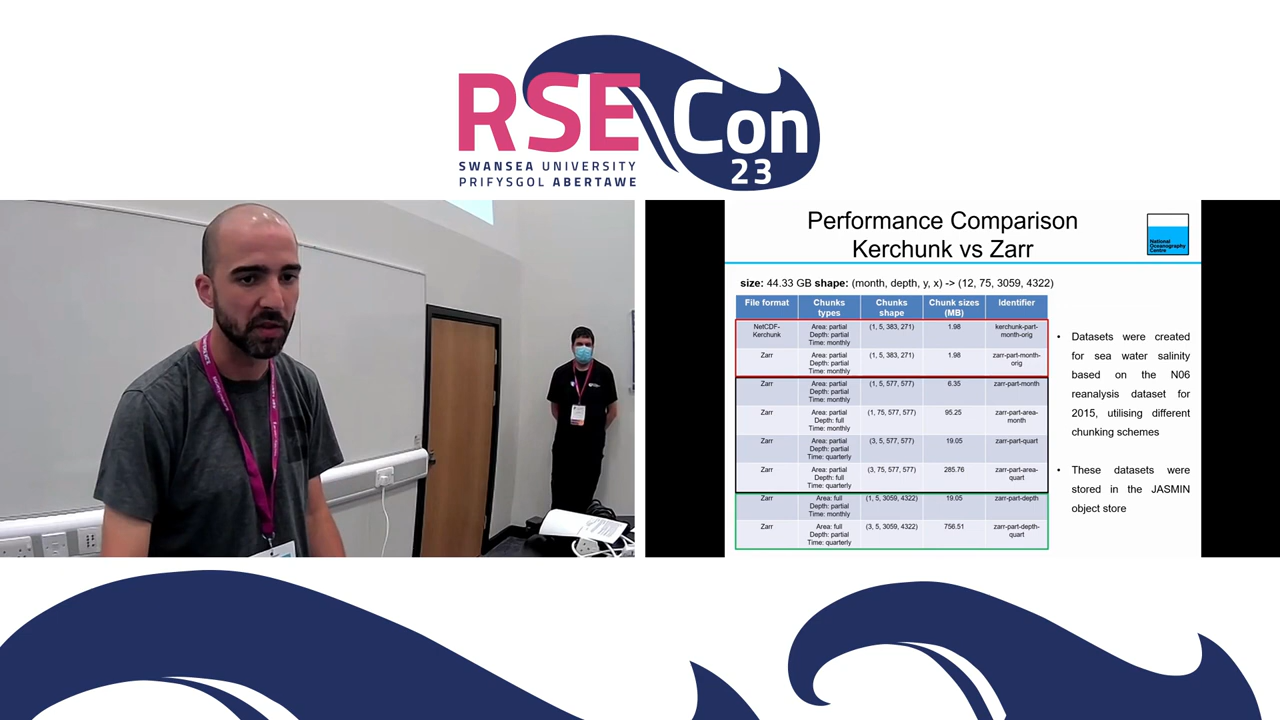 RSE Con
23
SWANSEA UNIVERSITY
PRIFYSGOL ABERTAWE
Performance Comparison
Kerchunk vs Zarr
National
Oceanography
Centre
size: 44.33 GB shape: (month, depth, y, x) -> (12, 75, 3059, 4322)
File format Chunks types Chunks shape Chunk sizes (MB) Identifier
NetCDF-Kerchunk Area: partial Depth: partial Time: monthly (1, 5, 383, 271) 1.98 kerchunk-part-month-orig
Zarr Area: partial Depth: partial Time: monthly (1, 5, 383, 271) 1.98 zarr-part-month-orig
Zarr Area: partial Depth: partial Time: monthly (1, 5, 577, 577) 6.35 zarr-part-month
Zarr Area: partial Depth: full Time: monthly (1, 75, 577, 577) 95.25 zarr-part-area-month
Zarr Area: partial Depth: partial Time: quarterly (3, 5, 577, 577) 19.05 zarr-part-quart
Zarr Area: partial Depth: full Time: quarterly (3, 75, 577, 577) 285.76 zarr-part-area-quart
Zarr Area: full Depth: partial Time: monthly (1, 5, 3059, 4322) 19.05 zarr-part-depth
Zarr Area: full Depth: partial Time: quarterly (3, 5, 3059, 4322) 756.51 zarr-part-depth-quart
• Datasets were created
for sea water salinity
based on the N06
reanalysis dataset for
2015, utilising different
chunking schemes
• These datasets were
stored in the JASMIN
object store